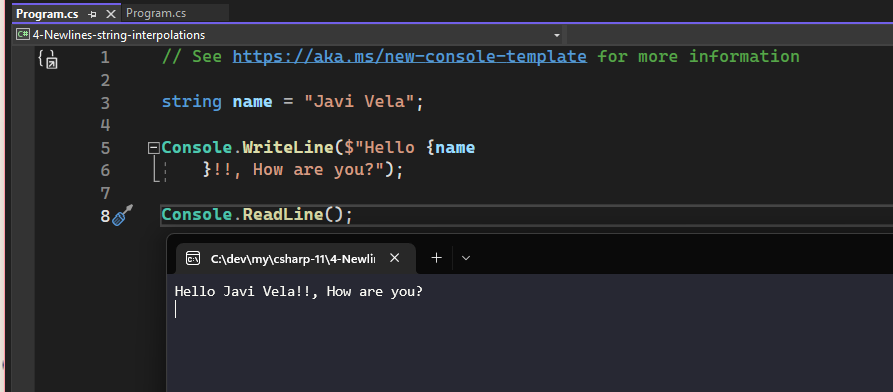 Program.cs
Program.cs
C# 4-Newlines-string-interpolations
1 // See https://aka.ms/new-console-template for more information
2
3 string name = "Javi Vela";
4
5 Console.WriteLine($"Hello {name
6 }!!, How are you?");
7
8 Console.ReadLine();
C:\dev\my\csharp-11\4-Newlin
Hello Javi Vela!!, How are you?